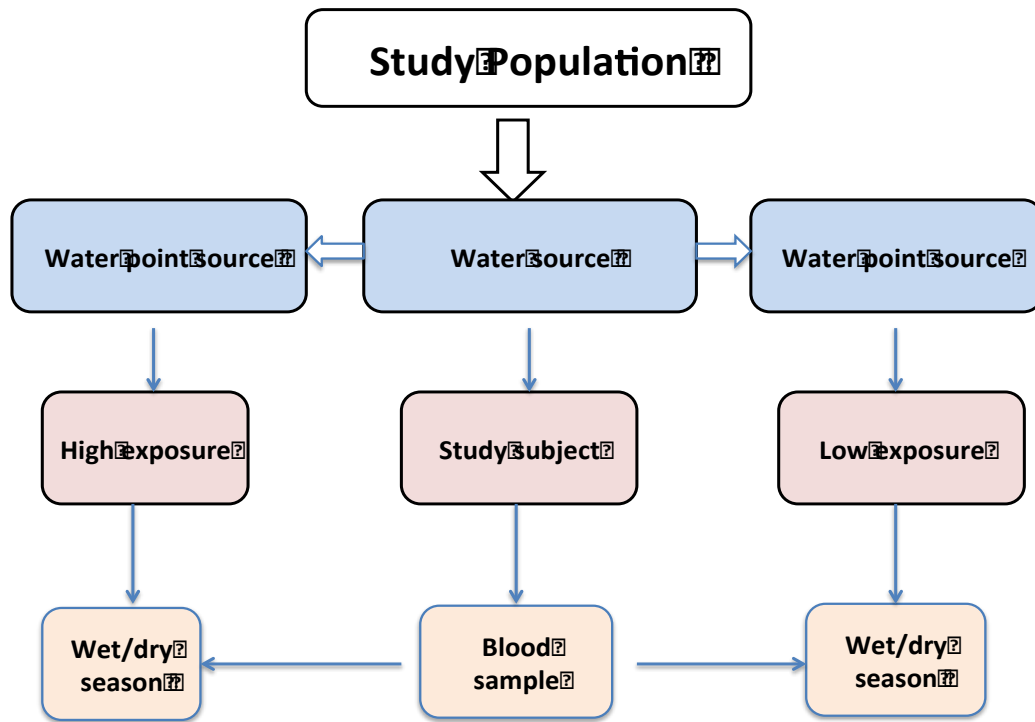 Study Population
Water point source
Water source
Water point source
High exposure
Study subject
Low exposure
Wet/dry
season
Blood
sample
Wet/dry
season